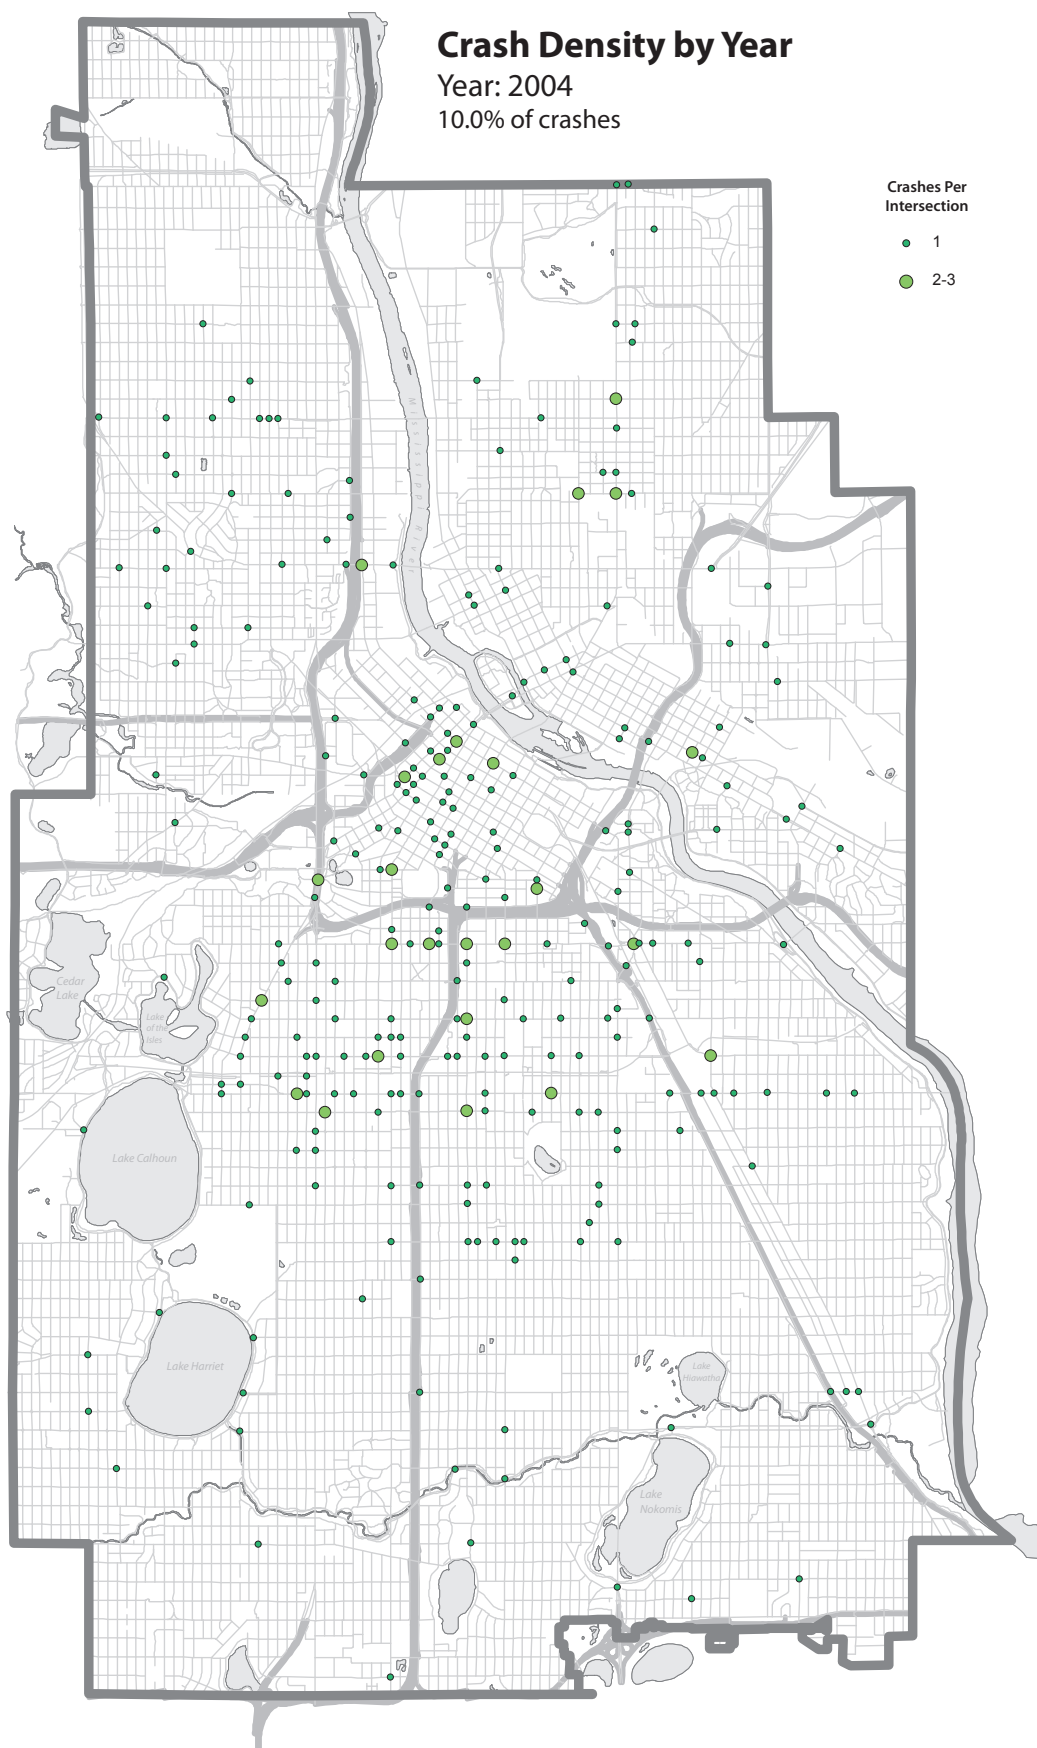 Crash Density by Year
Year: 2004
10.0% of crashes
Crashes Per
Intersection
1
2-3
Mississippi River
Cedar
Lake
Lake
of the
Isles
Lake Calhoun
Lake Harriet
Lake
Hiawatha
Lake
Nokomis